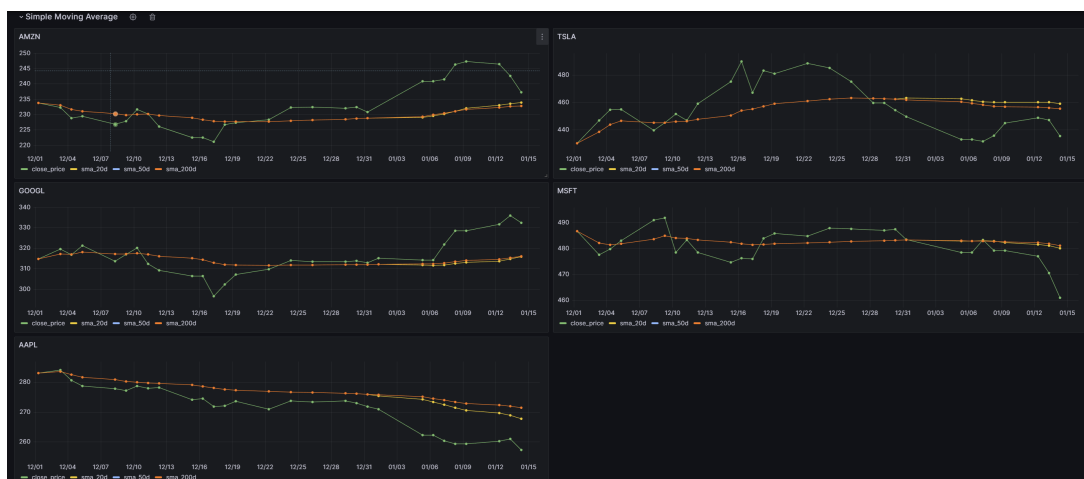 Simple Moving Average
AMZN
250
245
240
235
230
225
220
12/01 12/04 12/07 12/10 12/13 12/16 12/19 12/22 12/25 12/28 12/31 01/03 01/06 01/09 01/12 01/15
close_price sma_20d sma_50d sma_200d
TSLA
480
460
440
12/01 12/04 12/07 12/10 12/13 12/16 12/19 12/22 12/25 12/28 12/31 01/03 01/06 01/09 01/12 01/15
close_price sma_20d sma_50d sma_200d
GOOGL
340
330
320
310
300
12/01 12/04 12/07 12/10 12/13 12/16 12/19 12/22 12/25 12/28 12/31 01/03 01/06 01/09 01/12 01/15
close_price sma_20d sma_50d sma_200d
MSFT
490
480
470
460
12/01 12/04 12/07 12/10 12/13 12/16 12/19 12/22 12/25 12/28 12/31 01/03 01/06 01/09 01/12 01/15
close_price sma_20d sma_50d sma_200d
AAPL
280
270
260
12/01 12/04 12/07 12/10 12/13 12/16 12/19 12/22 12/25 12/28 12/31 01/03 01/06 01/09 01/12 01/15
close_price sma_20d sma_50d sma_200d